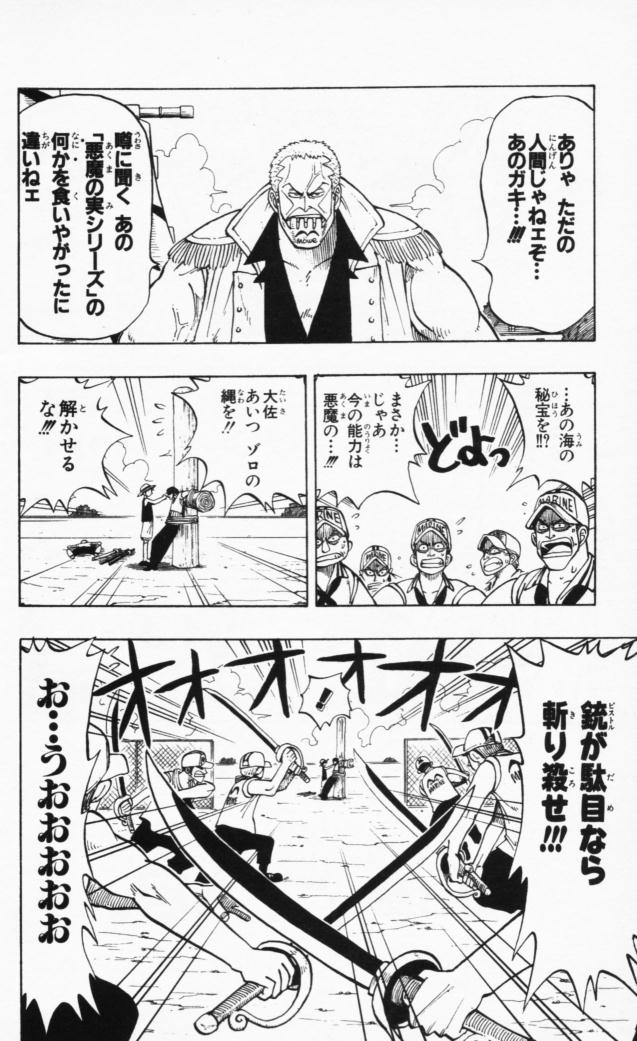 ありゃ ただの
人間じゃねェぞ…
あのガキ…!!!
噂に聞く あの
「悪魔の実シリーズ」の
何かを食いやがったに
違いねェ
MOWE
…あの海の
秘宝を!!?
まさか…
じゃあ
今の能力は
悪魔の…!!!
どよっ
MARINE
MARINE
MARINE
大佐
あいつ ゾロの
縄を!!
解かせる
な!!!
銃が駄目なら
斬り殺せ!!!
!!
オオオオオオ
お…うおおおおお